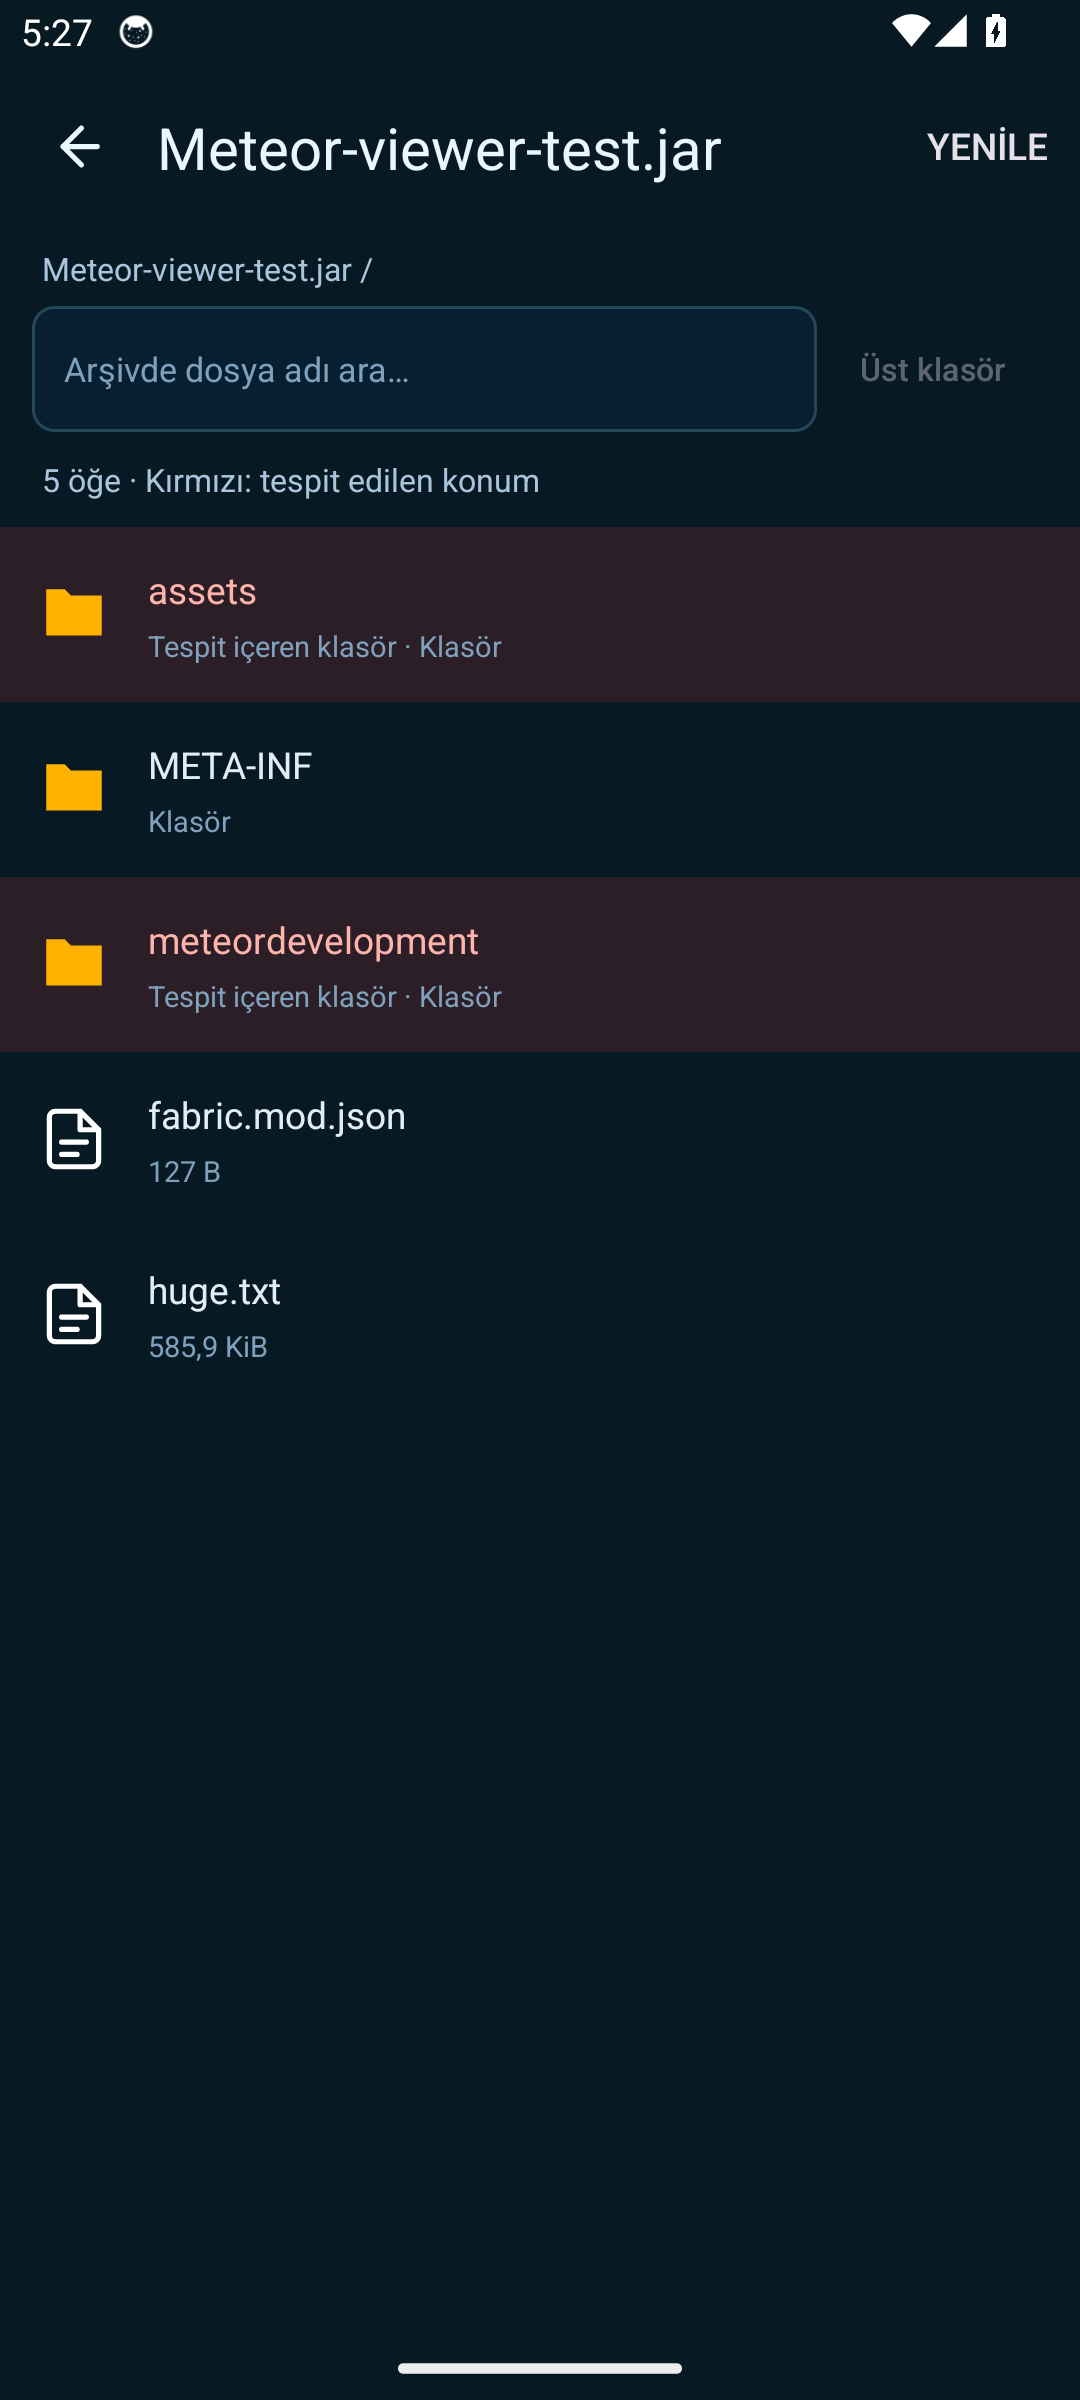 5:27
Meteor-viewer-test.jar
YENİLE
Meteor-viewer-test.jar /
Arşivde dosya adı ara...
Üst klasör
5 öğe · Kırmızı: tespit edilen konum
assets
Tespit içeren klasör · Klasör
META-INF
Klasör
meteordevelopment
Tespit içeren klasör · Klasör
fabric.mod.json
127 B
huge.txt
585,9 KiB